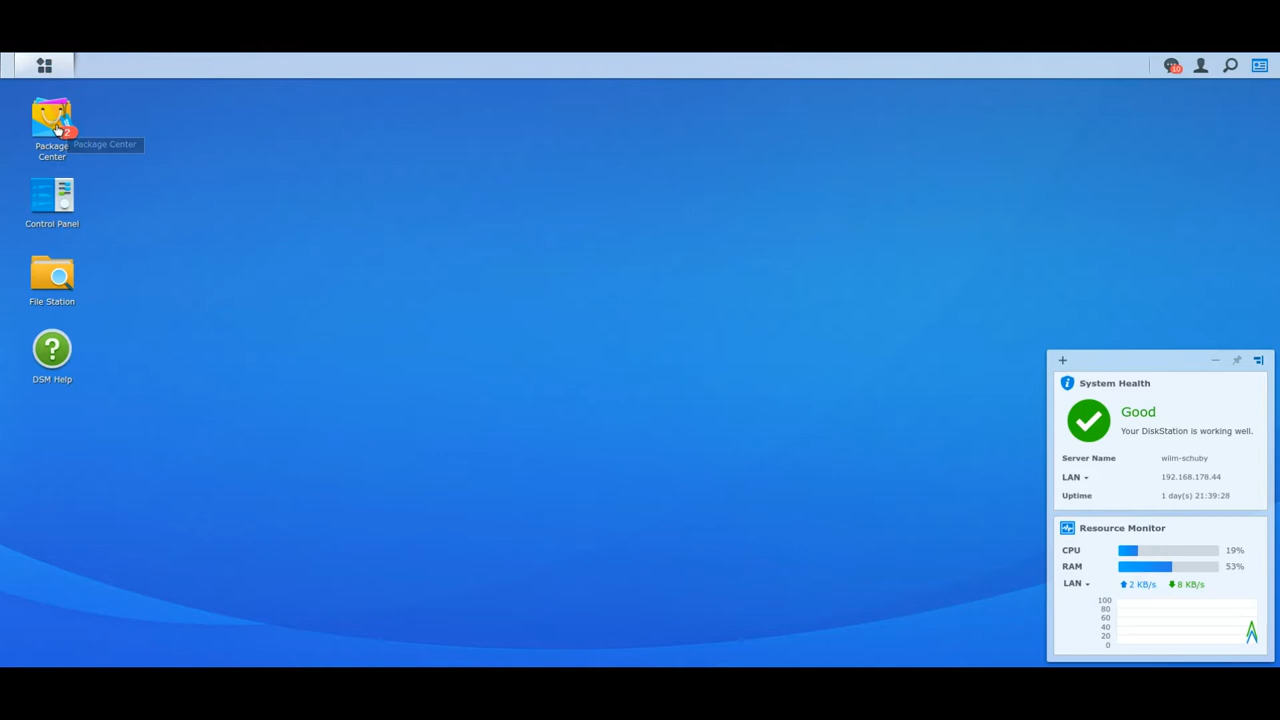 10
2
Package
Center
Package Center
Control Panel
File Station
?
DSM Help
System Health
Good
Your DiskStation is working well.
Server Name wilm-schuby
LAN 192.168.178.44
Uptime 1 day(s) 21:39:28
Resource Monitor
CPU 19%
RAM 53%
LAN 2 KB/s 8 KB/s
100
80
60
40
20
0